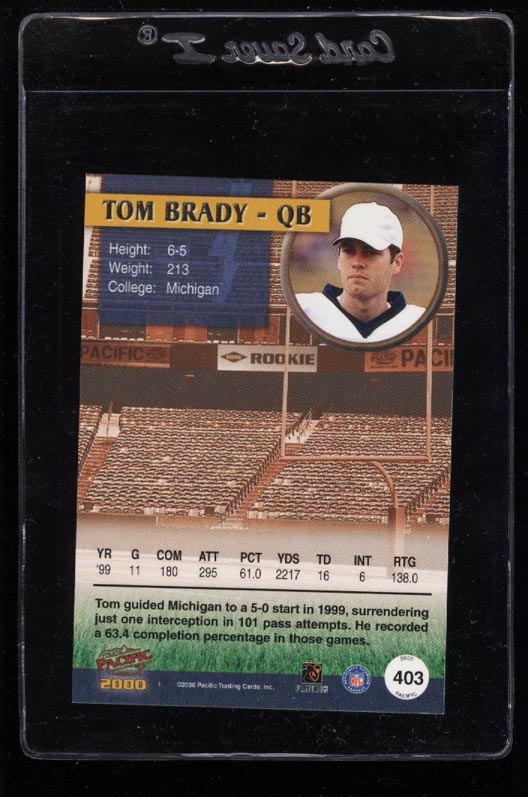 Card Saver I ®
TOM BRADY - QB
Height: 6-5
Weight: 213
College: Michigan
PACIFIC
ROOKIE
PACI
YR G COM ATT PCT YDS TD INT RTG
'99 11 180 295 61.0 2217 16 6 138.0
Tom guided Michigan to a 5-0 start in 1999, surrendering
just one interception in 101 pass attempts. He recorded
a 63.4 completion percentage in those games.
PACIFIC
2000
©2000 Pacific Trading Cards, Inc.
PLAYERS
NFL
403
PACIFIC